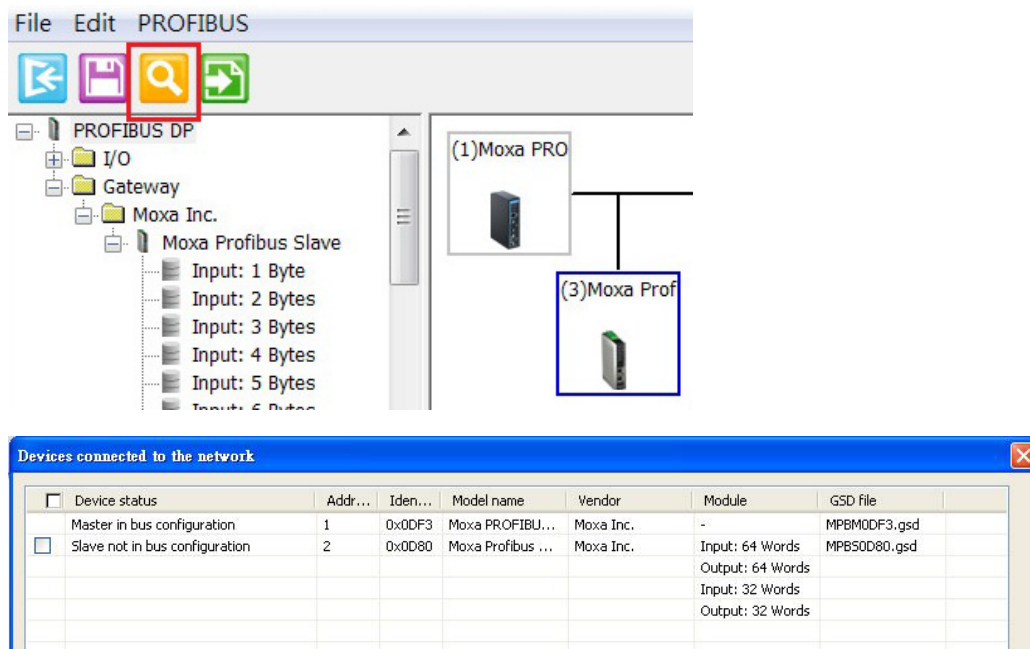 File Edit PROFIBUS
PROFIBUS DP
I/O
Gateway
Moxa Inc.
Moxa Profibus Slave
Input: 1 Byte
Input: 2 Bytes
Input: 3 Bytes
Input: 4 Bytes
Input: 5 Bytes
Input: 6 Bytes
(1)Moxa PRO
(3)Moxa Prof
Devices connected to the network
Device status Addr... Iden... Model name Vendor Module GSD file
Master in bus configuration 1 0x0DF3 Moxa PROFIBU... Moxa Inc. - MPBM0DF3.gsd
Slave not in bus configuration 2 0x0D80 Moxa Profibus ... Moxa Inc. Input: 64 Words MPBS0D80.gsd
Output: 64 Words
Input: 32 Words
Output: 32 Words